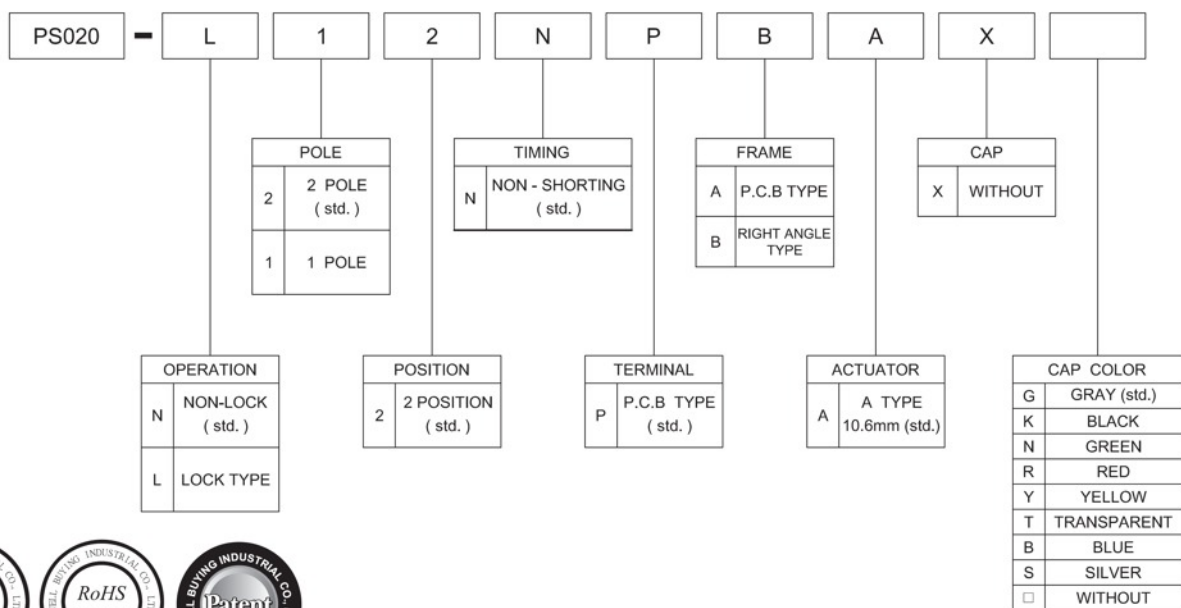 PS020 - L 1 2 N P B A X
POLE
2 2 POLE
( std. )
1 1 POLE
TIMING
N NON - SHORTING
( std. )
FRAME
A P.C.B TYPE
B RIGHT ANGLE
TYPE
CAP
X WITHOUT
OPERATION
N NON-LOCK
( std. )
L LOCK TYPE
POSITION
2 2 POSITION
( std. )
TERMINAL
P P.C.B TYPE
( std. )
ACTUATOR
A A TYPE
10.6mm (std.)
CAP COLOR
G GRAY (std.)
K BLACK
N GREEN
R RED
Y YELLOW
T TRANSPARENT
B BLUE
S SILVER
□ WITHOUT
RoHS
Patent